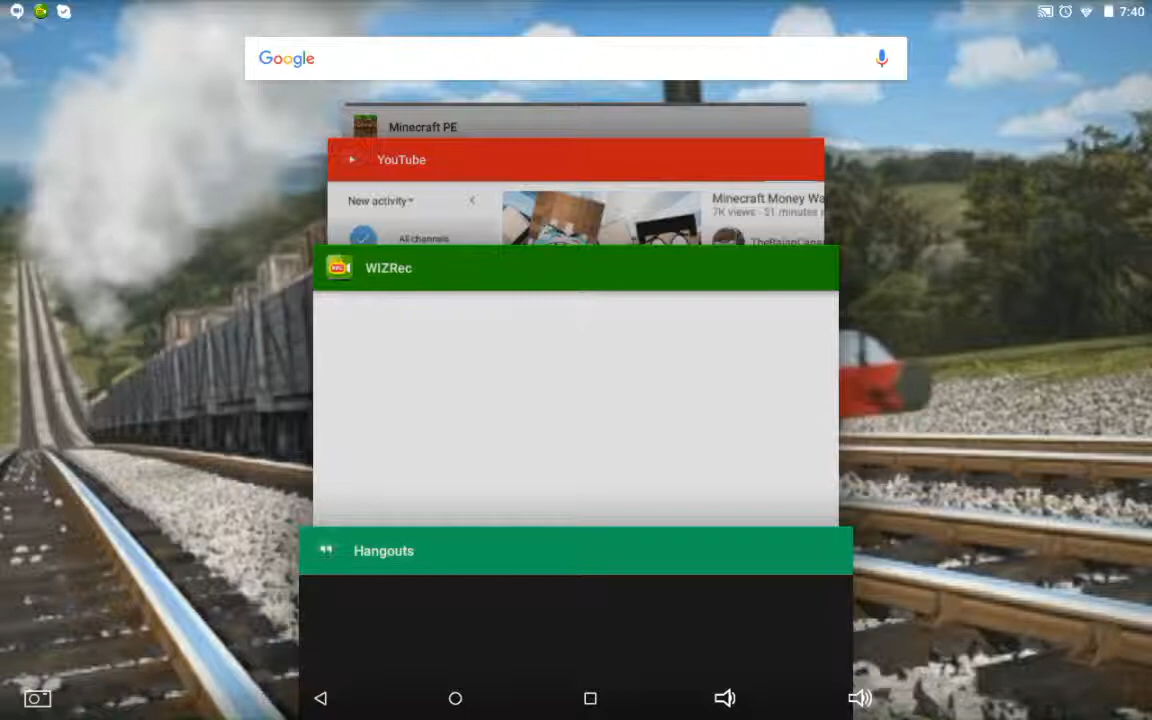 7:40
Google
Minecraft PE
YouTube
New activity
Minecraft Money Wa
7K views · 51 minutes
All channels
TheBajanCana
WIZRec
Hangouts